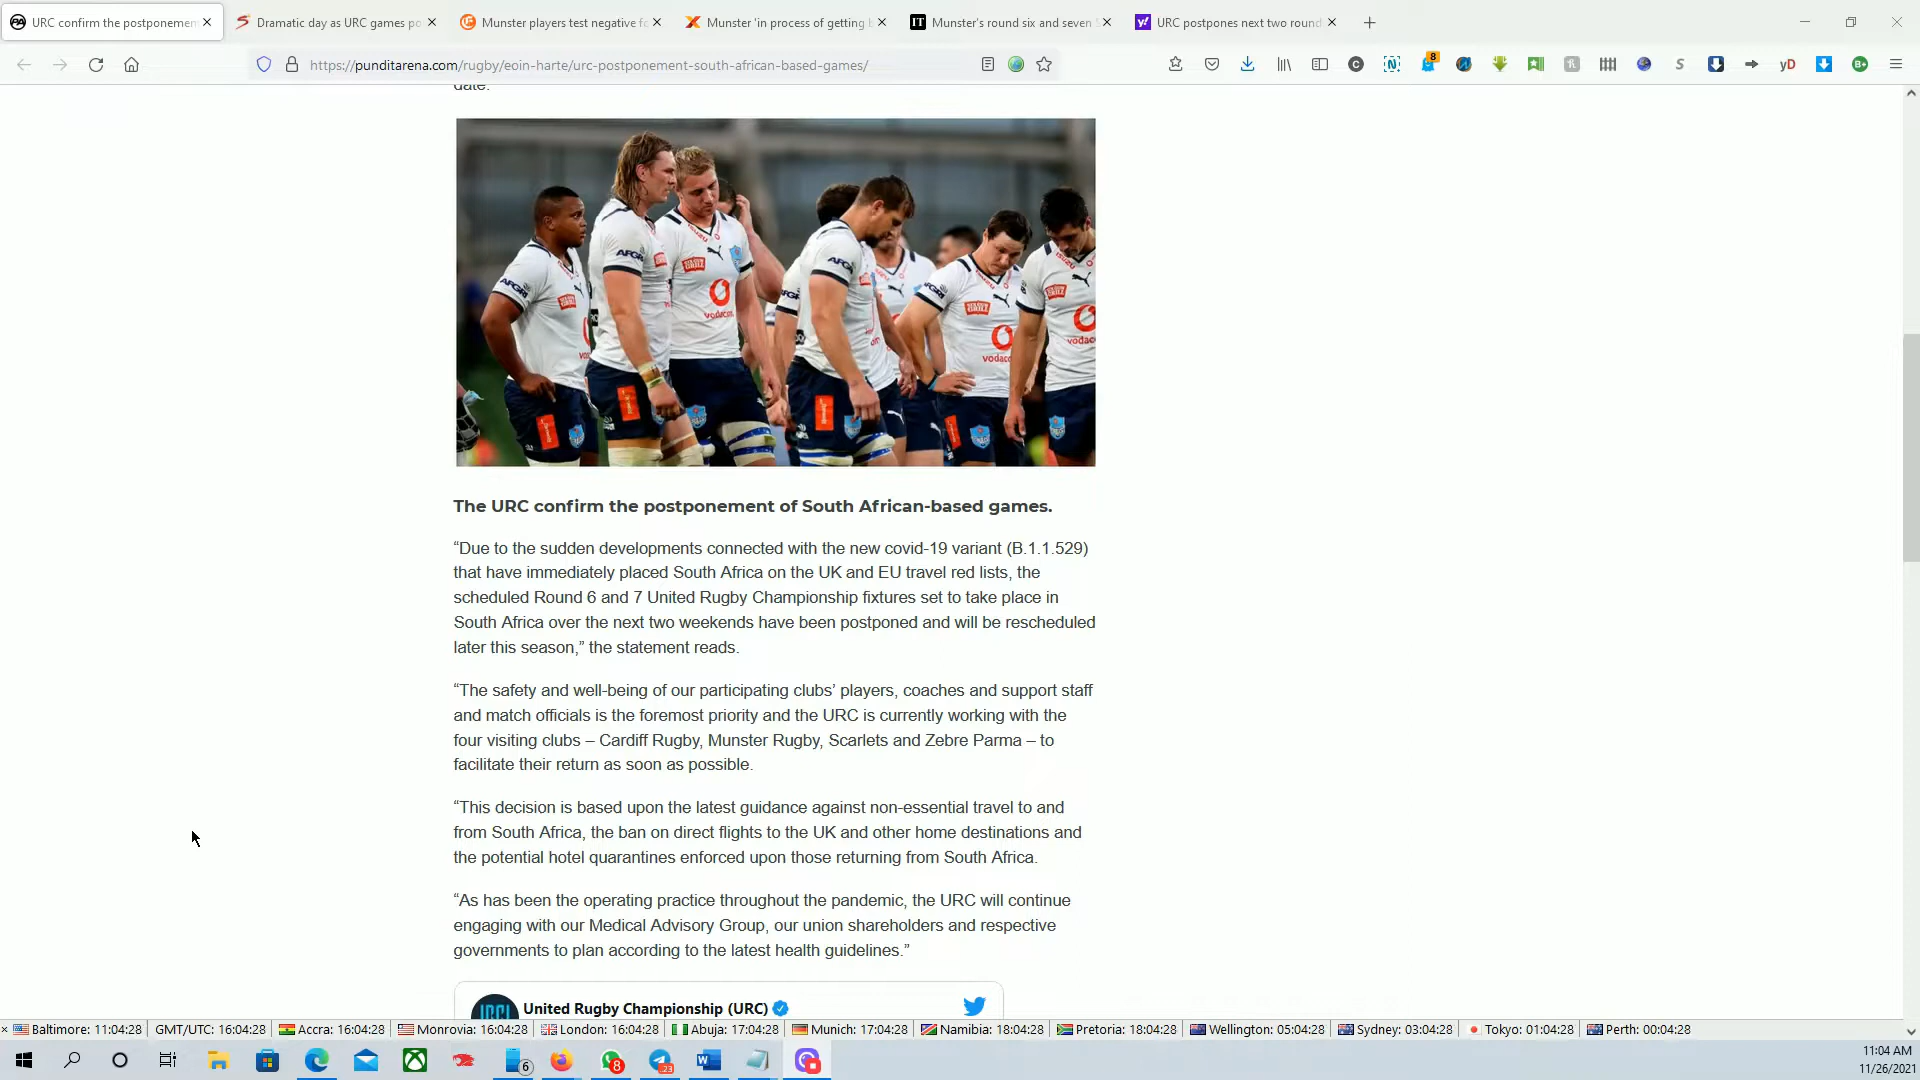 URC confirm the postponemen
Dramatic day as URC games po
Munster players test negative fo
Munster 'in process of getting b
Munster's round six and seven
URC postpones next two round
https://punditarena.com/rugby/eoin-harte/urc-postponement-south-african-based-games/
date.
The URC confirm the postponement of South African-based games.
“Due to the sudden developments connected with the new covid-19 variant (B.1.1.529)
that have immediately placed South Africa on the UK and EU travel red lists, the
scheduled Round 6 and 7 United Rugby Championship fixtures set to take place in
South Africa over the next two weekends have been postponed and will be rescheduled
later this season,” the statement reads.
“The safety and well-being of our participating clubs’ players, coaches and support staff
and match officials is the foremost priority and the URC is currently working with the
four visiting clubs – Cardiff Rugby, Munster Rugby, Scarlets and Zebre Parma – to
facilitate their return as soon as possible.
“This decision is based upon the latest guidance against non-essential travel to and
from South Africa, the ban on direct flights to the UK and other home destinations and
the potential hotel quarantines enforced upon those returning from South Africa.
“As has been the operating practice throughout the pandemic, the URC will continue
engaging with our Medical Advisory Group, our union shareholders and respective
governments to plan according to the latest health guidelines.”
United Rugby Championship (URC)
Baltimore: 11:04:28 GMT/UTC: 16:04:28 Accra: 16:04:28 Monrovia: 16:04:28 London: 16:04:28 Abuja: 17:04:28 Munich: 17:04:28 Namibia: 18:04:28 Pretoria: 18:04:28 Wellington: 05:04:28 Sydney: 03:04:28 Tokyo: 01:04:28 Perth: 00:04:28
11:04 AM
11/26/2021